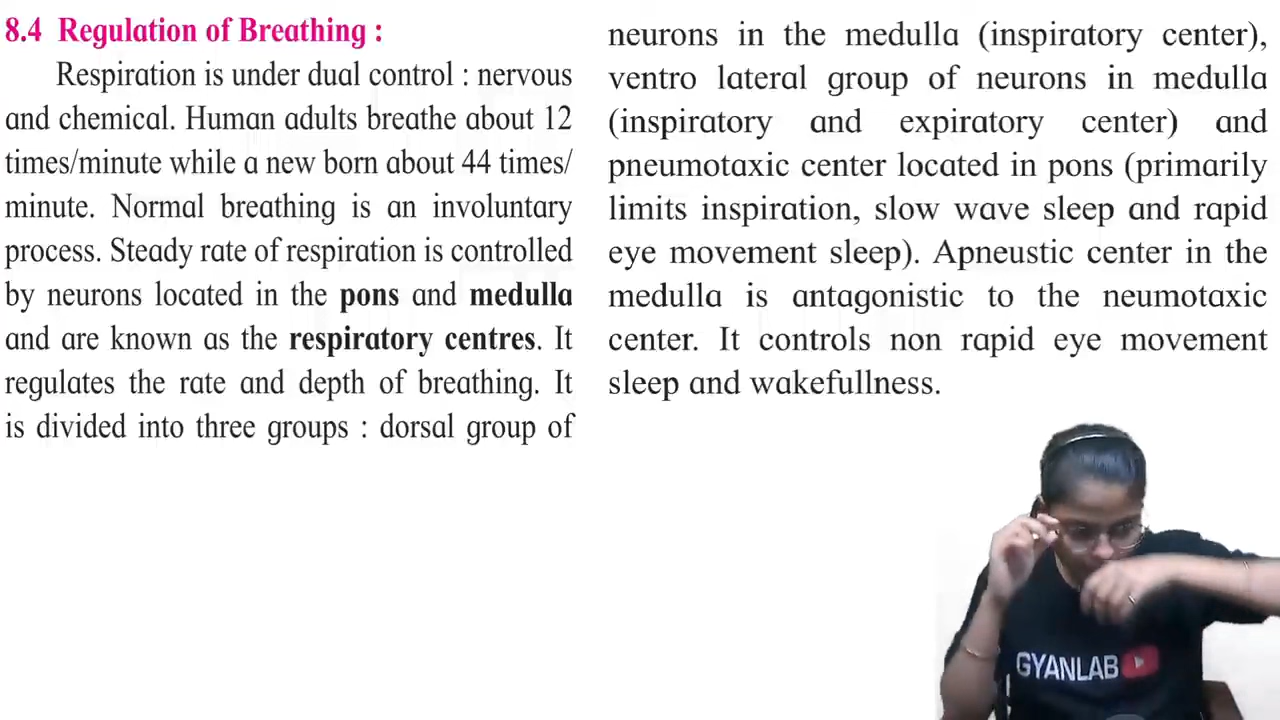 8.4 Regulation of Breathing :
Respiration is under dual control : nervous
and chemical. Human adults breathe about 12
times/minute while a new born about 44 times/
minute. Normal breathing is an involuntary
process. Steady rate of respiration is controlled
by neurons located in the pons and medulla
and are known as the respiratory centres. It
regulates the rate and depth of breathing. It
is divided into three groups : dorsal group of
neurons in the medulla (inspiratory center),
ventro lateral group of neurons in medulla
(inspiratory and expiratory center) and
pneumotaxic center located in pons (primarily
limits inspiration, slow wave sleep and rapid
eye movement sleep). Apneustic center in the
medulla is antagonistic to the neumotaxic
center. It controls non rapid eye movement
sleep and wakefullness.
GYANLAB